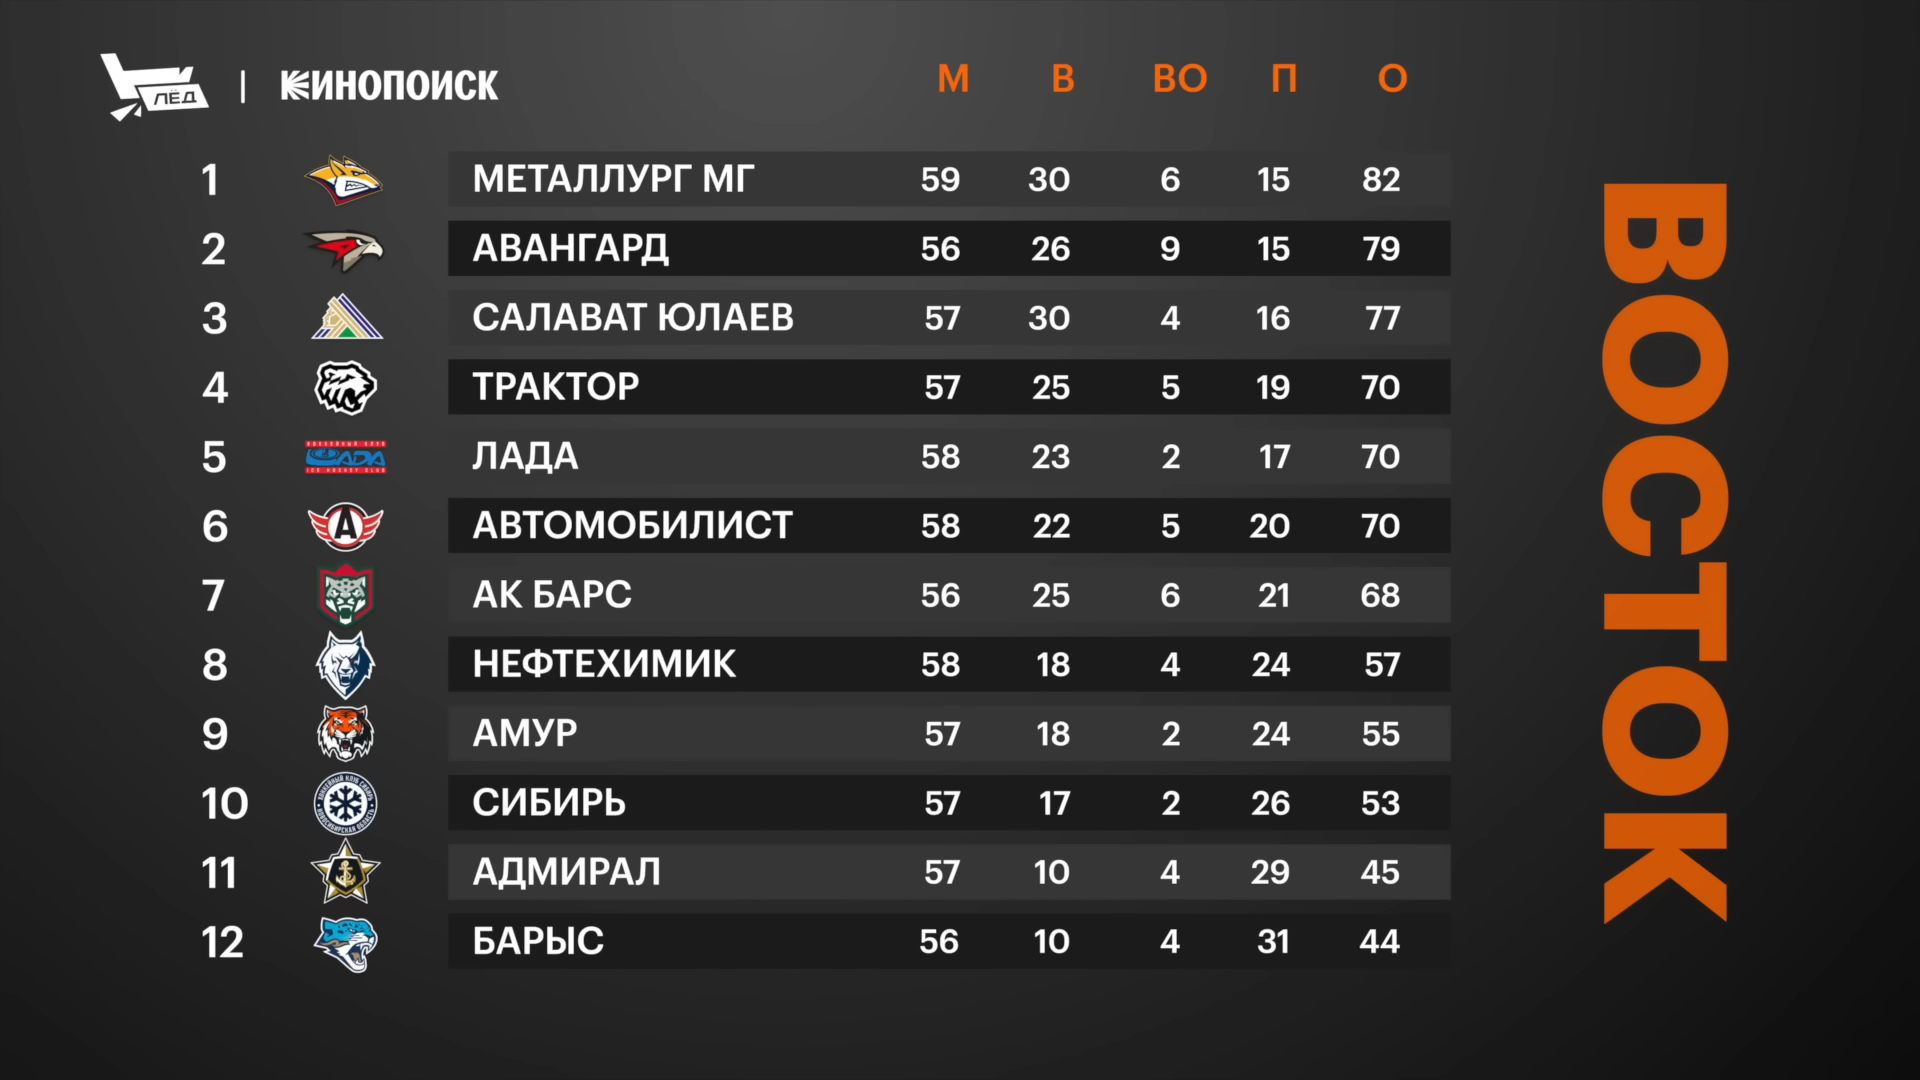 ЛЁД | КИНОПОИСК М В ВО П О
1 МЕТАЛЛУРГ МГ 59 30 6 15 82
2 АВАНГАРД 56 26 9 15 79
3 САЛАВАТ ЮЛАЕВ 57 30 4 16 77
4 ТРАКТОР 57 25 5 19 70
5 ЛАДА 58 23 2 17 70
6 АВТОМОБИЛИСТ 58 22 5 20 70
7 АК БАРС 56 25 6 21 68
8 НЕФТЕХИМИК 58 18 4 24 57
9 АМУР 57 18 2 24 55
10 СИБИРЬ 57 17 2 26 53
11 АДМИРАЛ 57 10 4 29 45
12 БАРЫС 56 10 4 31 44
ВОСТОК